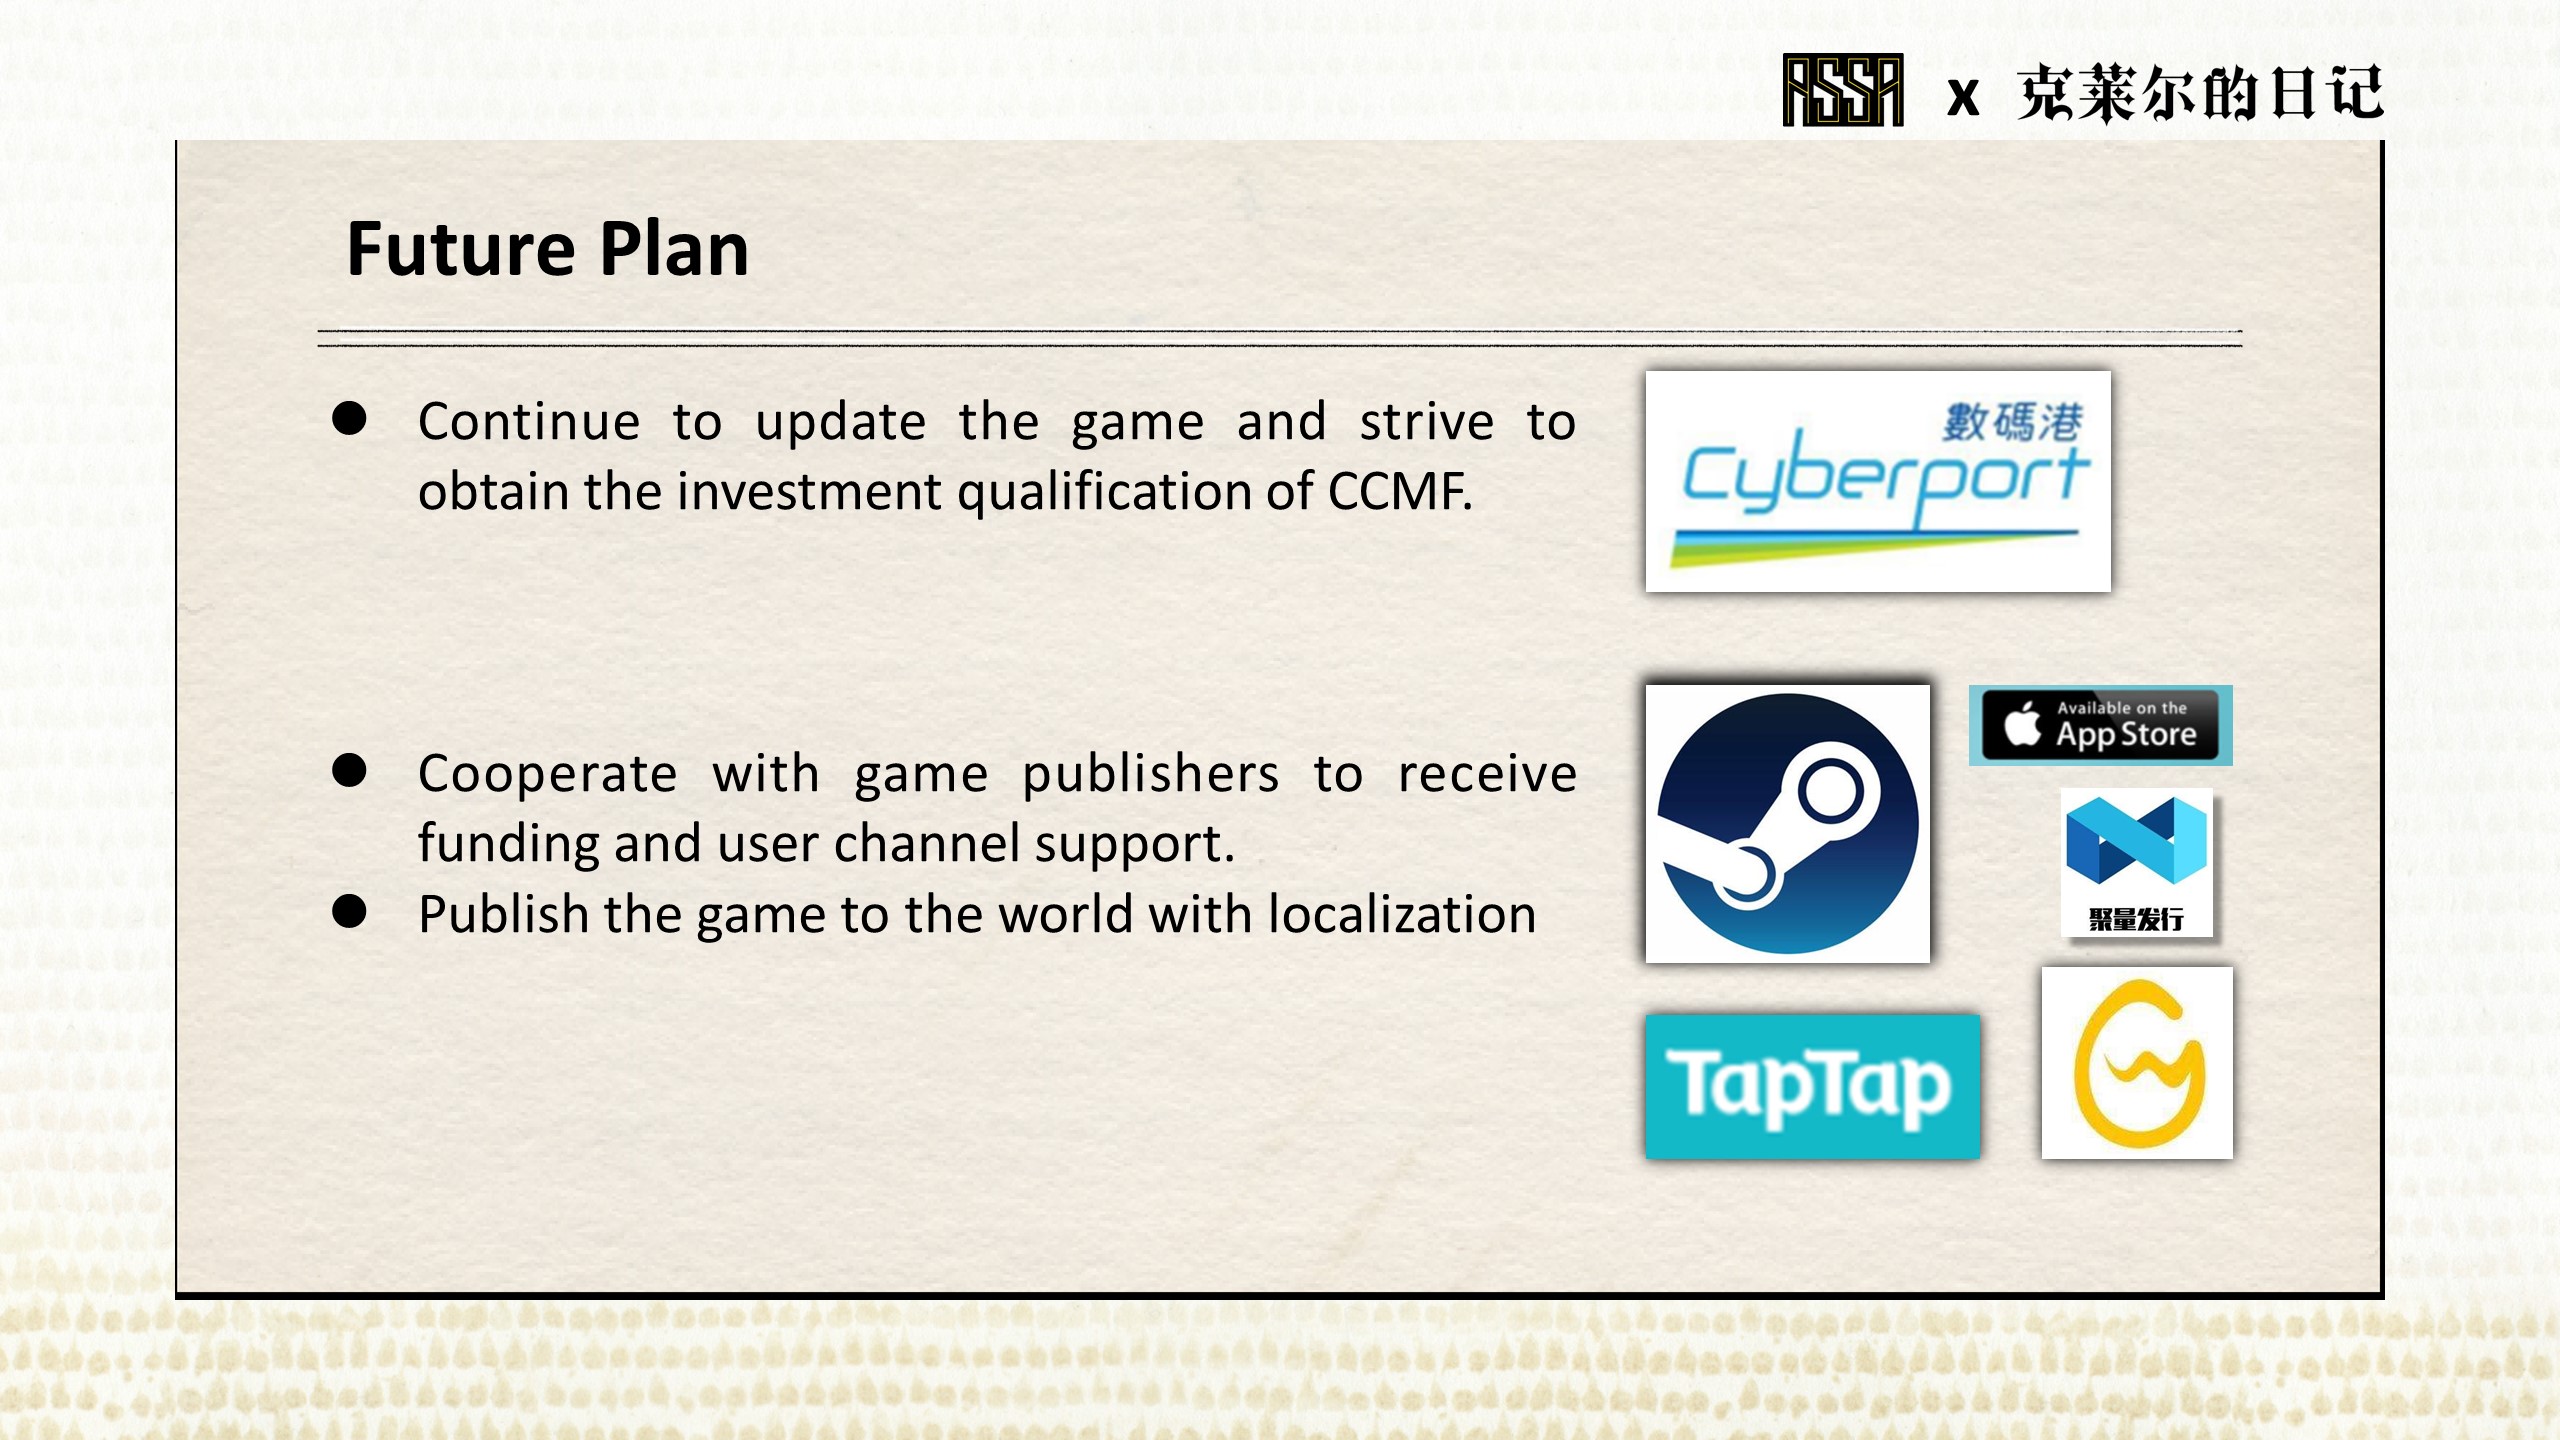 ASSA x 克莱尔的日记
Future Plan
Continue to update the game and strive to
obtain the investment qualification of CCMF.
數碼港
Cyberport
Cooperate with game publishers to receive
funding and user channel support.
Publish the game to the world with localization
Available on the
App Store
聚量发行
TapTap